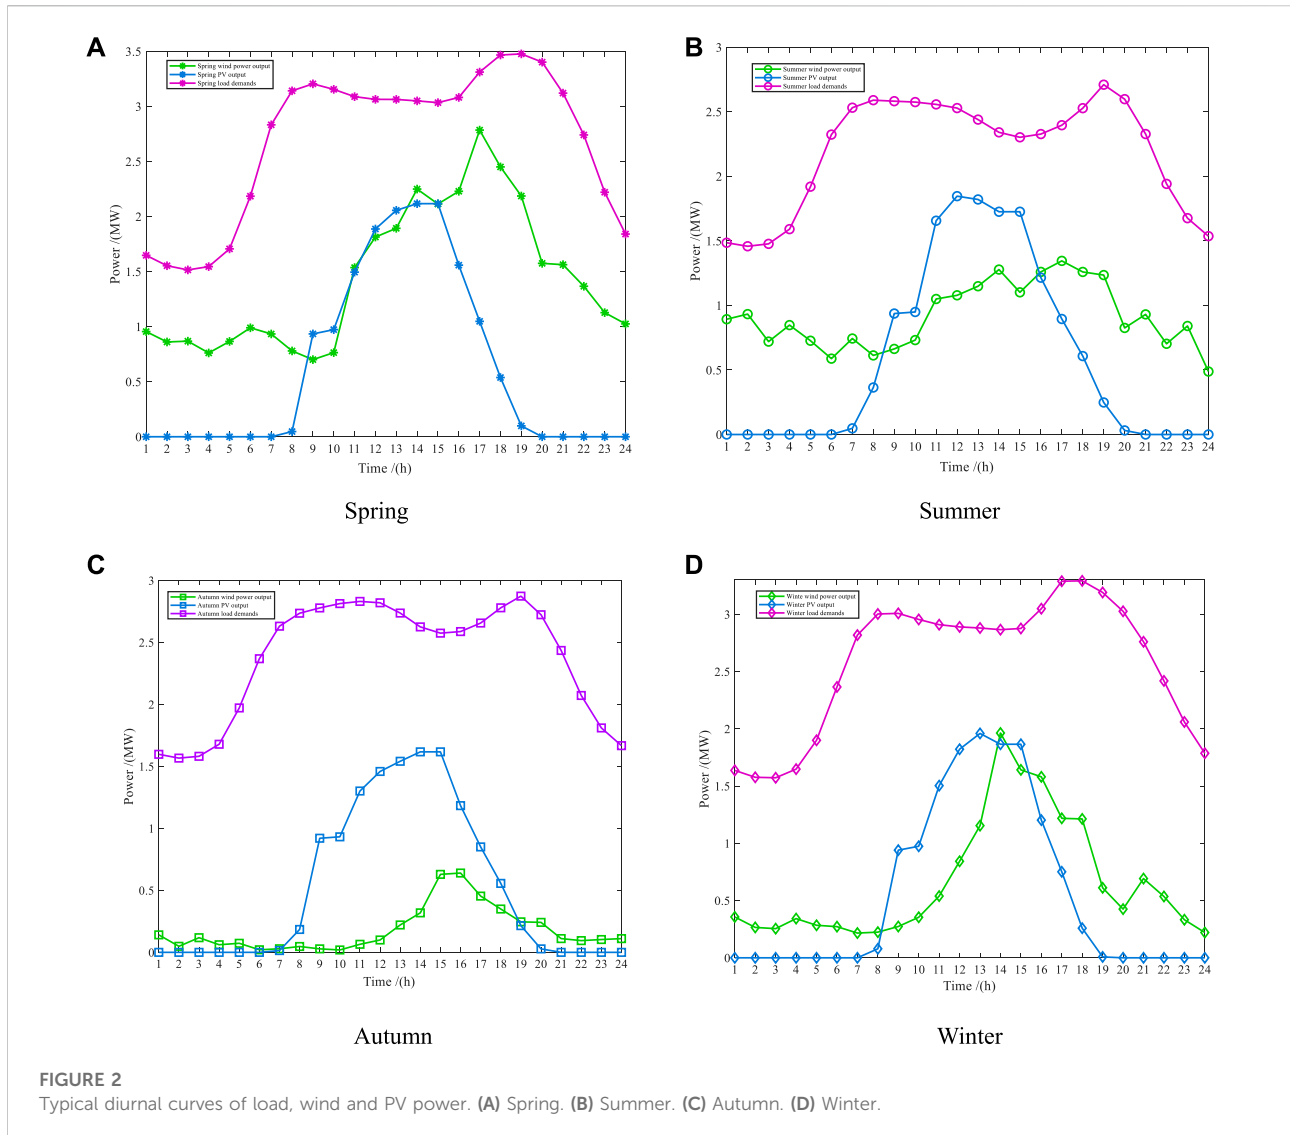 A
Spring wind power output
Spring PV output
Spring load demands
3.5
3
2.5
2
1.5
1
0.5
0
Power /(MW)
1 2 3 4 5 6 7 8 9 10 11 12 13 14 15 16 17 18 19 20 21 22 23 24
Time /(h)
Spring
B
Summer wind power output
Summer PV output
Summer load demands
3
2.5
2
1.5
1
0.5
0
Power /(MW)
1 2 3 4 5 6 7 8 9 10 11 12 13 14 15 16 17 18 19 20 21 22 23 24
Time /(h)
Summer
C
Autumn wind power output
Autumn PV output
Autumn load demands
3
2.5
2
1.5
1
0.5
0
Power /(MW)
1 2 3 4 5 6 7 8 9 10 11 12 13 14 15 16 17 18 19 20 21 22 23 24
Time /(h)
Autumn
D
Winte wind power output
Winter PV output
Winter load demands
3
2.5
2
1.5
1
0.5
0
Power /(MW)
1 2 3 4 5 6 7 8 9 10 11 12 13 14 15 16 17 18 19 20 21 22 23 24
Time /(h)
Winter
FIGURE 2
Typical diurnal curves of load, wind and PV power. (A) Spring. (B) Summer. (C) Autumn. (D) Winter.